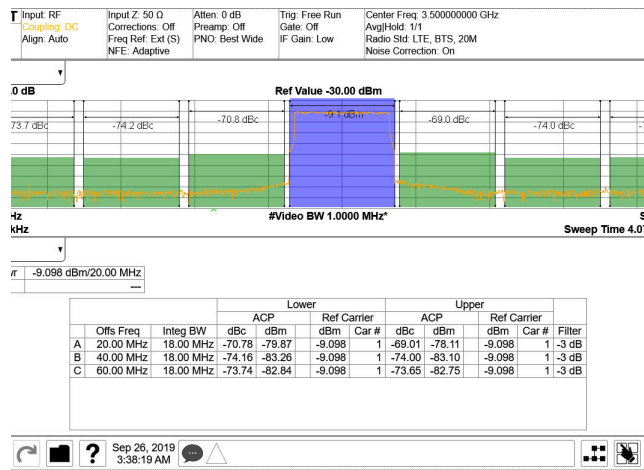 T Input: RF Input Z: 50 Ω Atten: 0 dB Trig: Free Run Center Freq: 3.500000000 GHz
Coupling: DC Corrections: Off Preamp: Off Gate: Off Avg|Hold: 1/1
Align: Auto Freq Ref: Ext (S) PNO: Best Wide IF Gain: Low Radio Std: LTE, BTS, 20M
NFE: Adaptive Noise Correction: On
.0 dB Ref Value -30.00 dBm
73.7 dBc -74.2 dBc -70.8 dBc -9.1 dBm -69.0 dBc -74.0 dBc -
Hz #Video BW 1.0000 MHz* S
kHz Sweep Time 4.0
-9.098 dBm/20.00 MHz
---
Lower Upper
ACP Ref Carrier ACP Ref Carrier
Offs Freq Integ BW dBc dBm dBm Car # dBc dBm dBm Car # Filter
A 20.00 MHz 18.00 MHz -70.78 -79.87 -9.098 1 -69.01 -78.11 -9.098 1 -3 dB
B 40.00 MHz 18.00 MHz -74.16 -83.26 -9.098 1 -74.00 -83.10 -9.098 1 -3 dB
C 60.00 MHz 18.00 MHz -73.74 -82.84 -9.098 1 -73.65 -82.75 -9.098 1 -3 dB
? Sep 26, 2019
3:38:19 AM